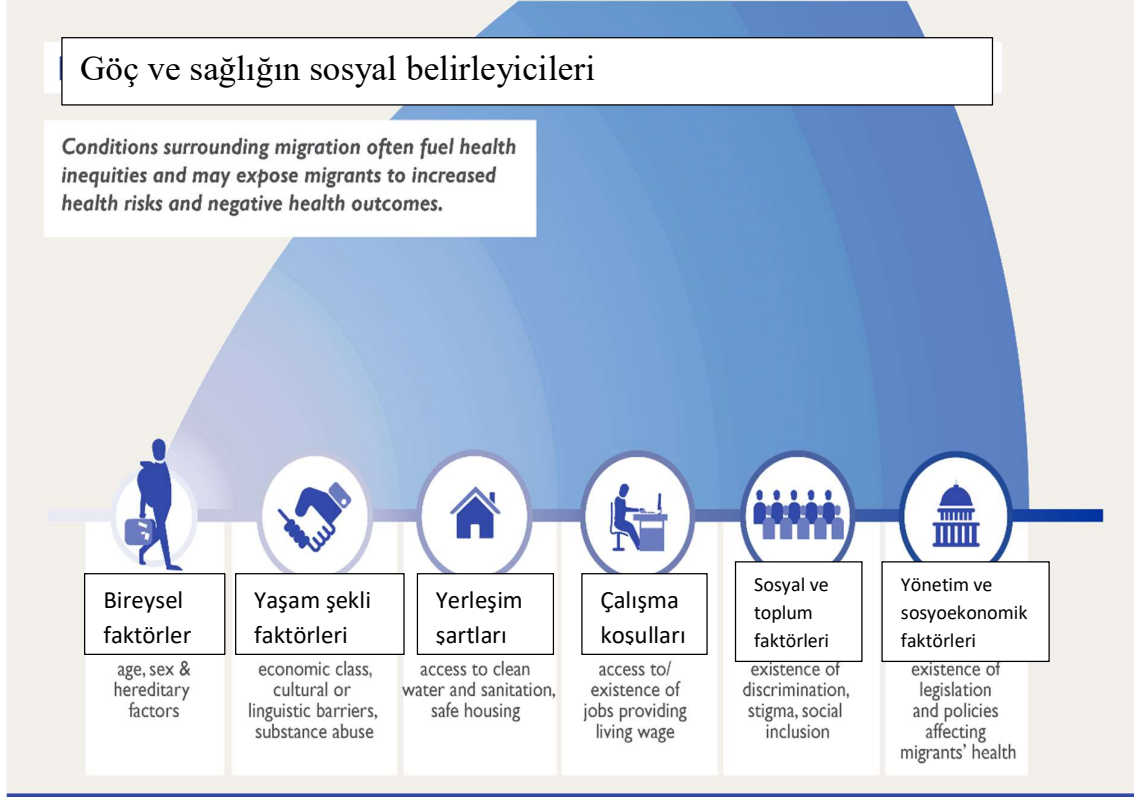 Göç ve sağlığın sosyal belirleyicileri
Conditions surrounding migration often fuel health
inequities and may expose migrants to increased
health risks and negative health outcomes.
Bireysel
faktörler
age, sex &
hereditary
factors
Yaşam şekli
faktörleri
economic class,
cultural or
linguistic barriers,
substance abuse
Yerleşim
şartları
access to clean
water and sanitation,
safe housing
Çalışma
koşulları
access to/
existence of
jobs providing
living wage
Sosyal ve
toplum
faktörleri
existence of
discrimination,
stigma, social
inclusion
Yönetim ve
sosyoekonomik
faktörleri
existence of
legislation
and policies
affecting
migrants' health